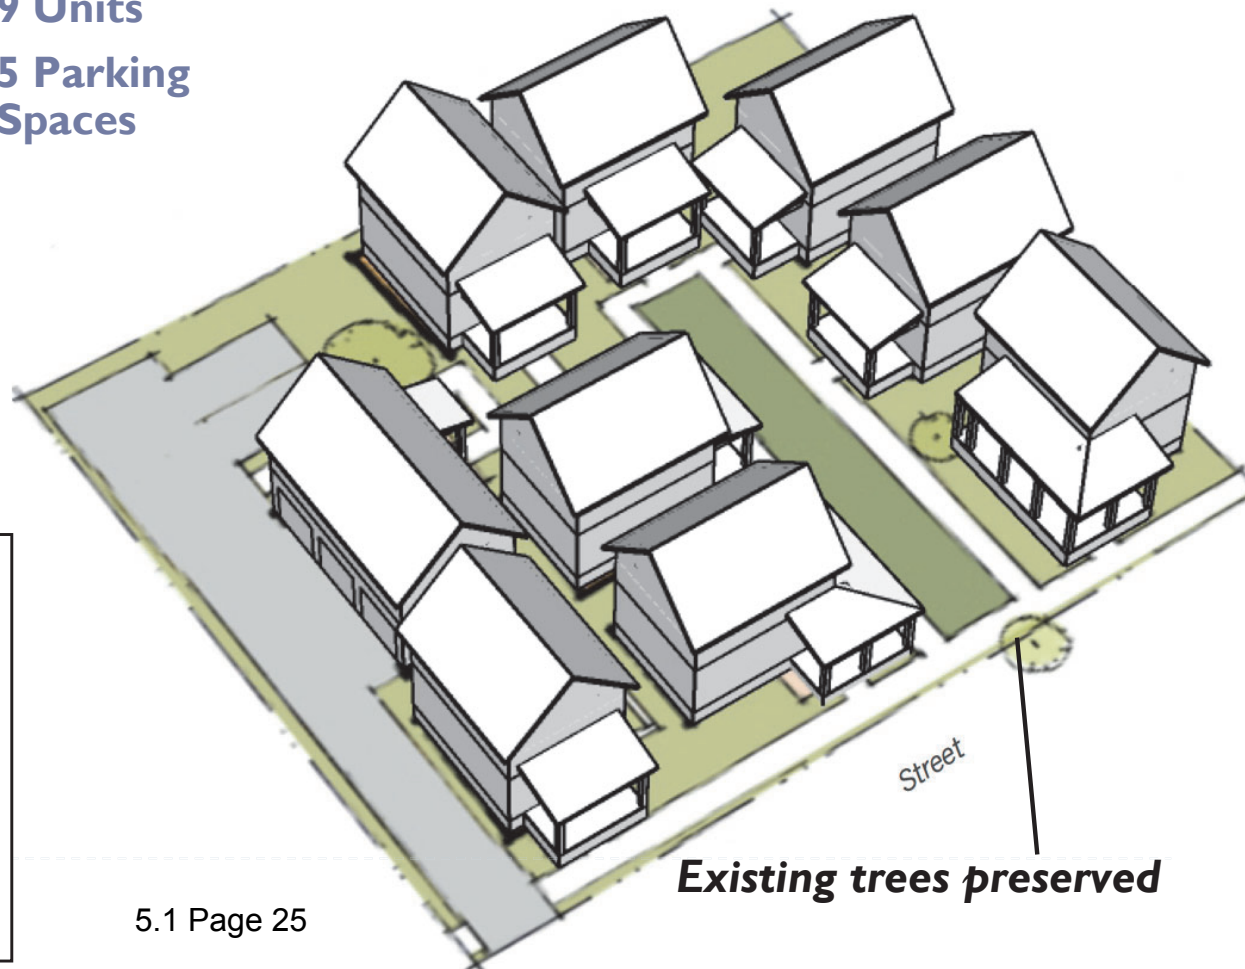 9 Units
5 Parking
Spaces
Street
Existing trees preserved
5.1 Page 25